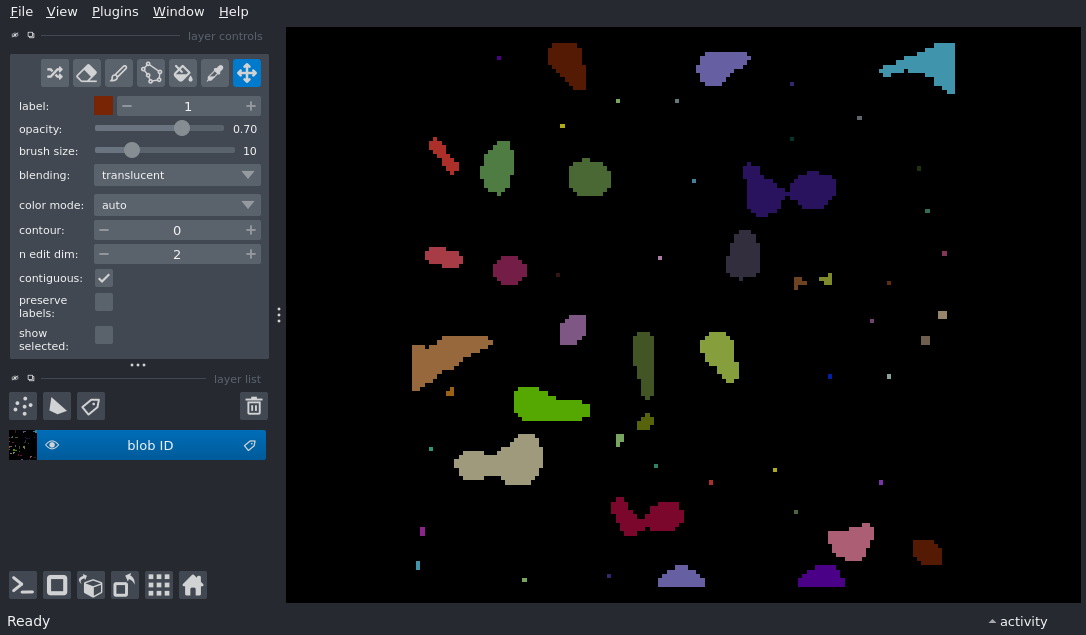 File View Plugins Window Help
layer controls
label: 1
opacity: 0.70
brush size: 10
blending: translucent
color mode: auto
contour: 0
n edit dim: 2
contiguous:
preserve
labels:
show
selected:
layer list
blob ID
Ready activity